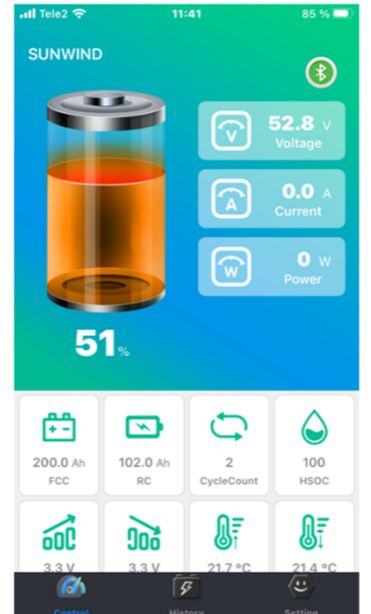 Tele2 11:41 85 %
SUNWIND
52.8 V
Voltage
V
0.0 A
Current
A
0 W
Power
W
51 %
200.0 Ah 102.0 Ah 2 100
FCC RC CycleCount HSOC
3.3 V 3.3 V 21.7 °C 21.4 °C
Control History Setting